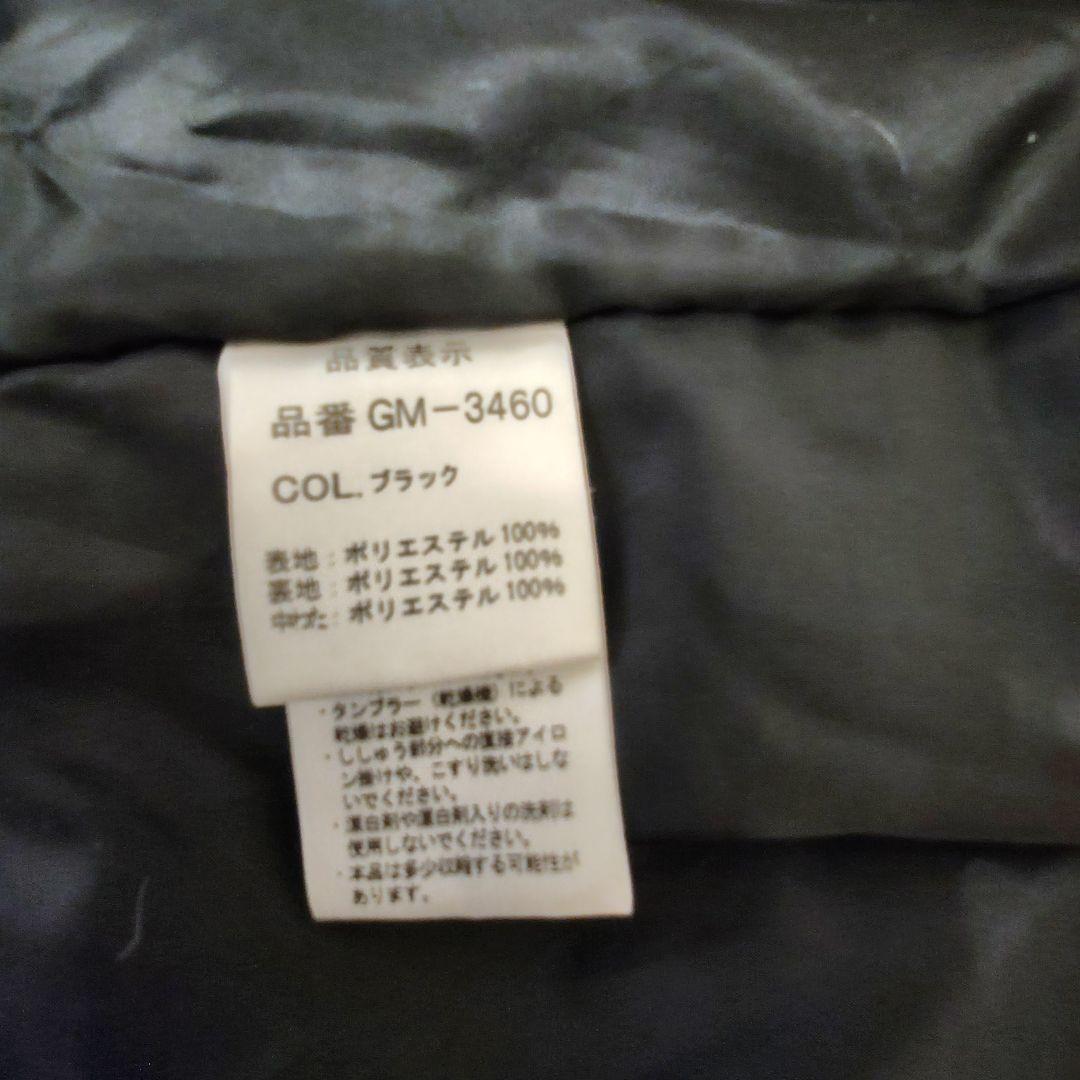 品質表示
品番 GM-3460
COL. ブラック
表地：ポリエステル 100%
裏地：ポリエステル 100%
中わた：ポリエステル 100%
・タンブラー（乾燥機）による
乾燥はお避けください。
・ししゅう部分への直接アイロ
ン掛けや、こすり洗いはしな
いでください。
・漂白剤や蛍白剤入りの洗剤は
使用しないでください。
・本品は多少収縮する可能性が
あります。